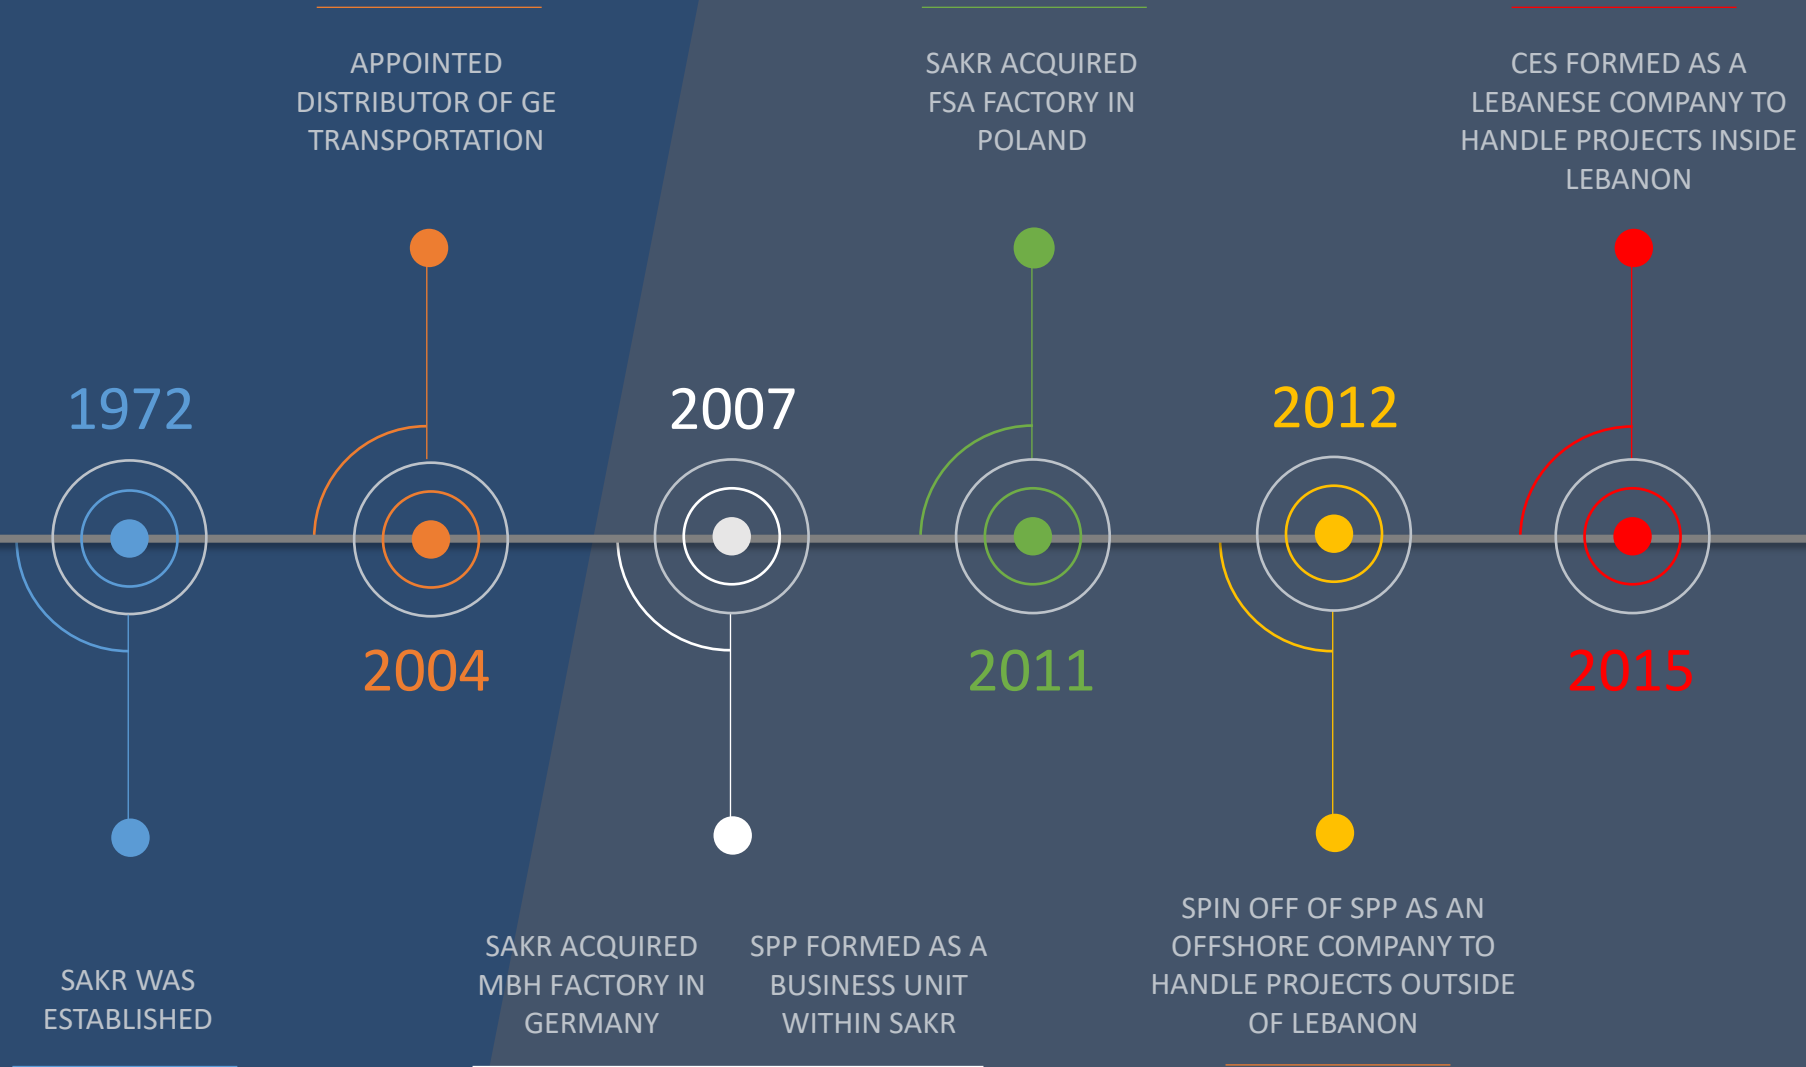 APPOINTED
DISTRIBUTOR OF GE
TRANSPORTATION
SAKR ACQUIRED
FSA FACTORY IN
POLAND
CES FORMED AS A
LEBANESE COMPANY TO
HANDLE PROJECTS INSIDE
LEBANON
1972
2007
2012
2004
2011
2015
SAKR WAS
ESTABLISHED
SAKR ACQUIRED
MBH FACTORY IN
GERMANY
SPP FORMED AS A
BUSINESS UNIT
WITHIN SAKR
SPIN OFF OF SPP AS AN
OFFSHORE COMPANY TO
HANDLE PROJECTS OUTSIDE
OF LEBANON